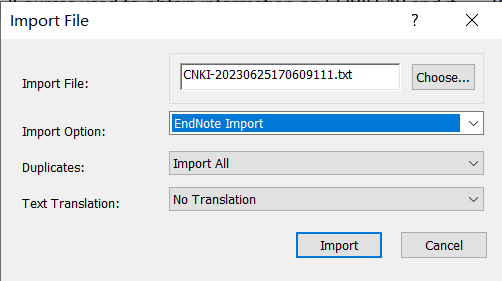 Import File
?
Import File:
CNKI-20230625170609111.txt
Choose...
Import Option:
EndNote Import
Duplicates:
Import All
Text Translation:
No Translation
Import
Cancel